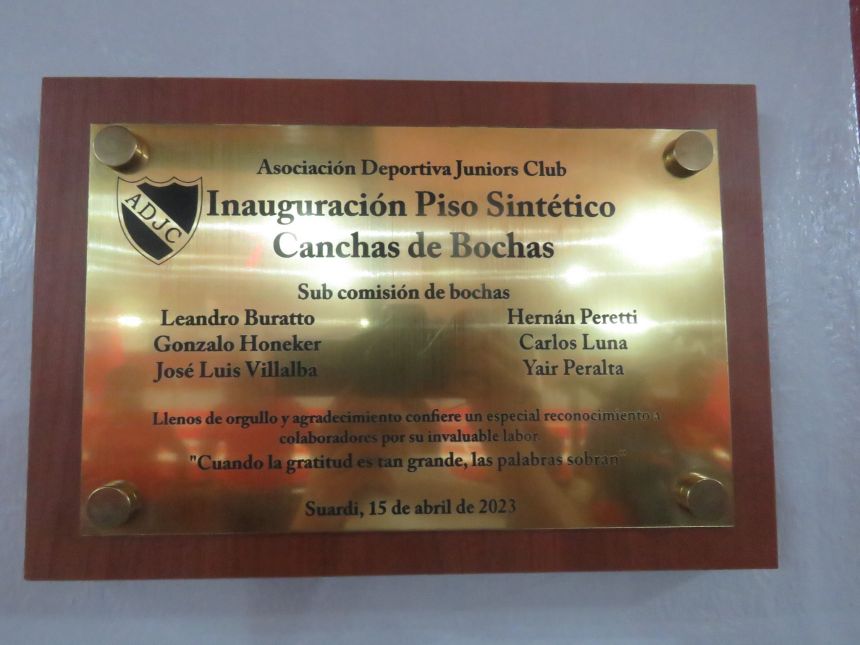 Asociación Deportiva Juniors Club
ADJC
Inauguración Piso Sintético
Canchas de Bochas
Sub comisión de bochas
Leandro Buratto Hernán Peretti
Gonzalo Honeker Carlos Luna
José Luis Villalba Yair Peralta
Llenos de orgullo y agradecimiento confiere un especial reconocimiento a
colaboradores por su invaluable labor.
"Cuando la gratitud es tan grande, las palabras sobran"
Suardi, 15 de abril de 2023